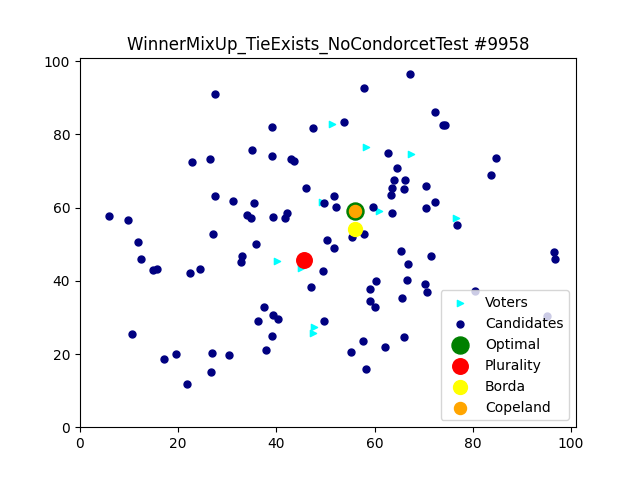 WinnerMixUp_TieExists_NoCondorcetTest #9958
100
80
60
40
20
0
0 20 40 60 80 100
Voters
Candidates
Optimal
Plurality
Borda
Copeland